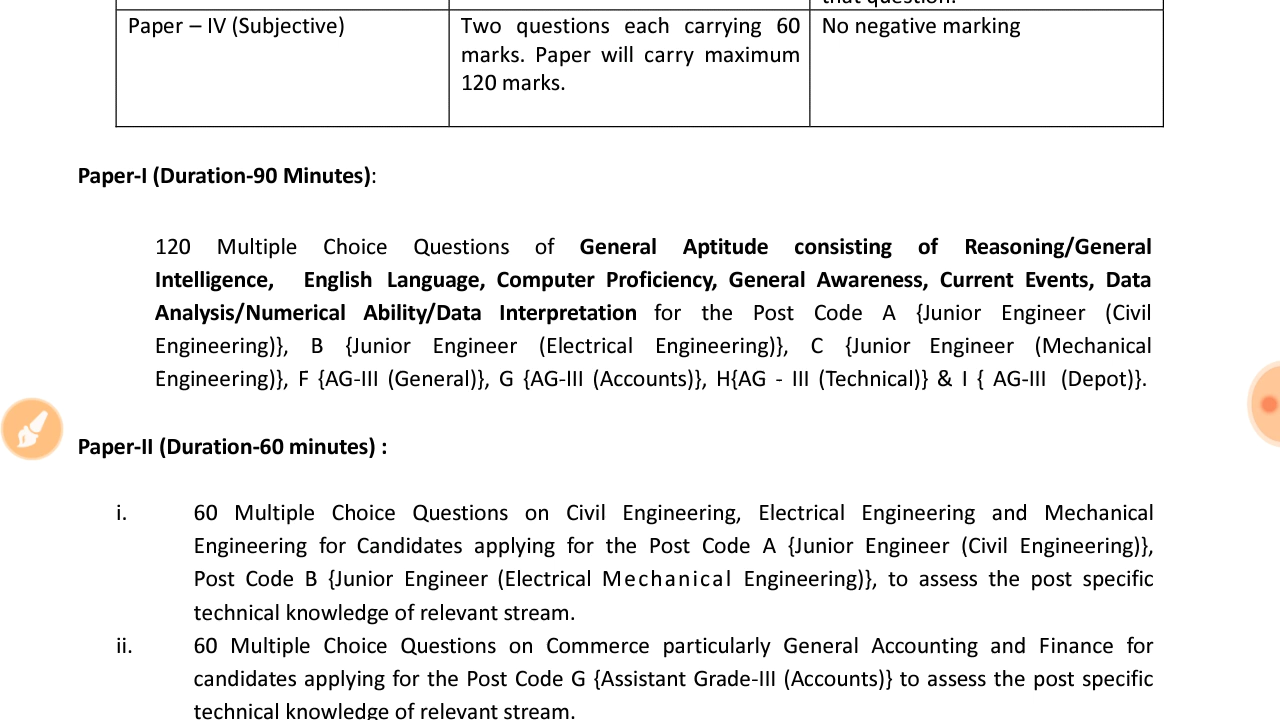 that question.
Paper – IV (Subjective)
Two questions each carrying 60
marks. Paper will carry maximum
120 marks.
No negative marking
Paper-I (Duration-90 Minutes):
120 Multiple Choice Questions of General Aptitude consisting of Reasoning/General
Intelligence, English Language, Computer Proficiency, General Awareness, Current Events, Data
Analysis/Numerical Ability/Data Interpretation for the Post Code A {Junior Engineer (Civil
Engineering)}, B {Junior Engineer (Electrical Engineering)}, C {Junior Engineer (Mechanical
Engineering)}, F {AG-III (General)}, G {AG-III (Accounts)}, H{AG - III (Technical)} & I { AG-III (Depot)}.
Paper-II (Duration-60 minutes) :
i. 60 Multiple Choice Questions on Civil Engineering, Electrical Engineering and Mechanical
Engineering for Candidates applying for the Post Code A {Junior Engineer (Civil Engineering)},
Post Code B {Junior Engineer (Electrical Mechanical Engineering)}, to assess the post specific
technical knowledge of relevant stream.
ii. 60 Multiple Choice Questions on Commerce particularly General Accounting and Finance for
candidates applying for the Post Code G {Assistant Grade-III (Accounts)} to assess the post specific
technical knowledge of relevant stream.